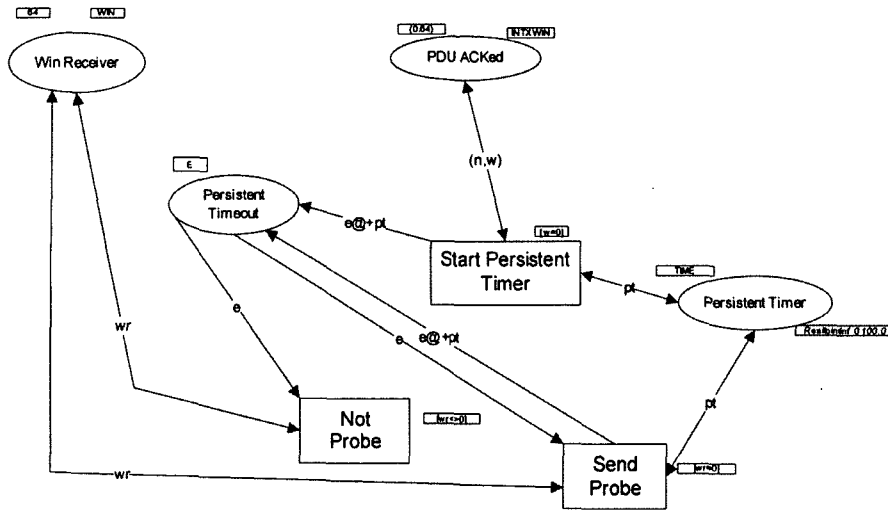 64 WIN
(0,64) INTXWIN
Win Receiver
PDU ACKed
(n,w)
E
Persistent
Timeout
e@+pt
[w=0]
Start Persistent
Timer
TIME
pt
Persistent Timer
wr
e
e
e@+pt
pt
Not
Probe
[wr<>0]
Send
Probe
[wr=0]
wr